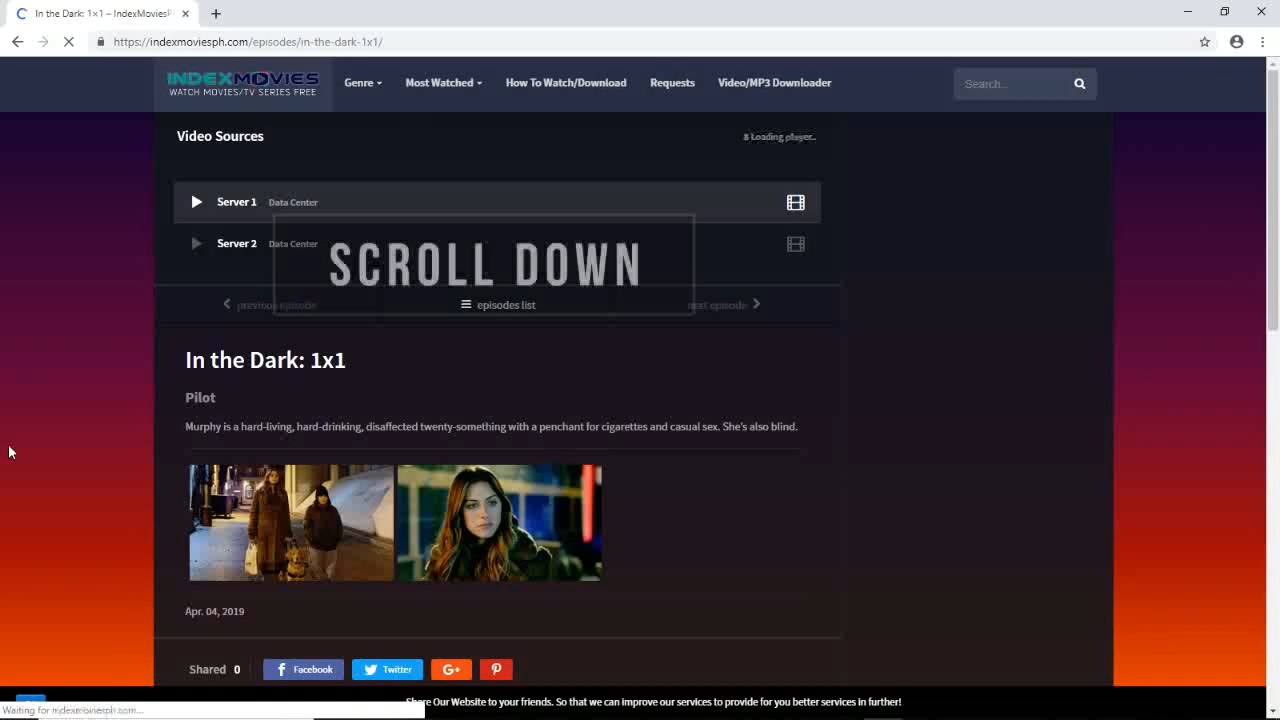 In the Dark: 1x1 – IndexMoviesP
https://indexmoviesph.com/episodes/in-the-dark-1x1/
INDEXMOVIES
WATCH MOVIES/TV SERIES FREE
Genre
Most Watched
How To Watch/Download
Requests
Video/MP3 Downloader
Search...
Video Sources
8 Loading player..
Server 1 Data Center
Server 2 Data Center
SCROLL DOWN
previous episode
episodes list
next episode
In the Dark: 1x1
Pilot
Murphy is a hard-living, hard-drinking, disaffected twenty-something with a penchant for cigarettes and casual sex. She's also blind.
Apr. 04, 2019
Shared 0
Facebook
Twitter
G+
Share Our Website to your friends. So that we can improve our services to provide for you better services in further!
Waiting for indexmoviesph.com...